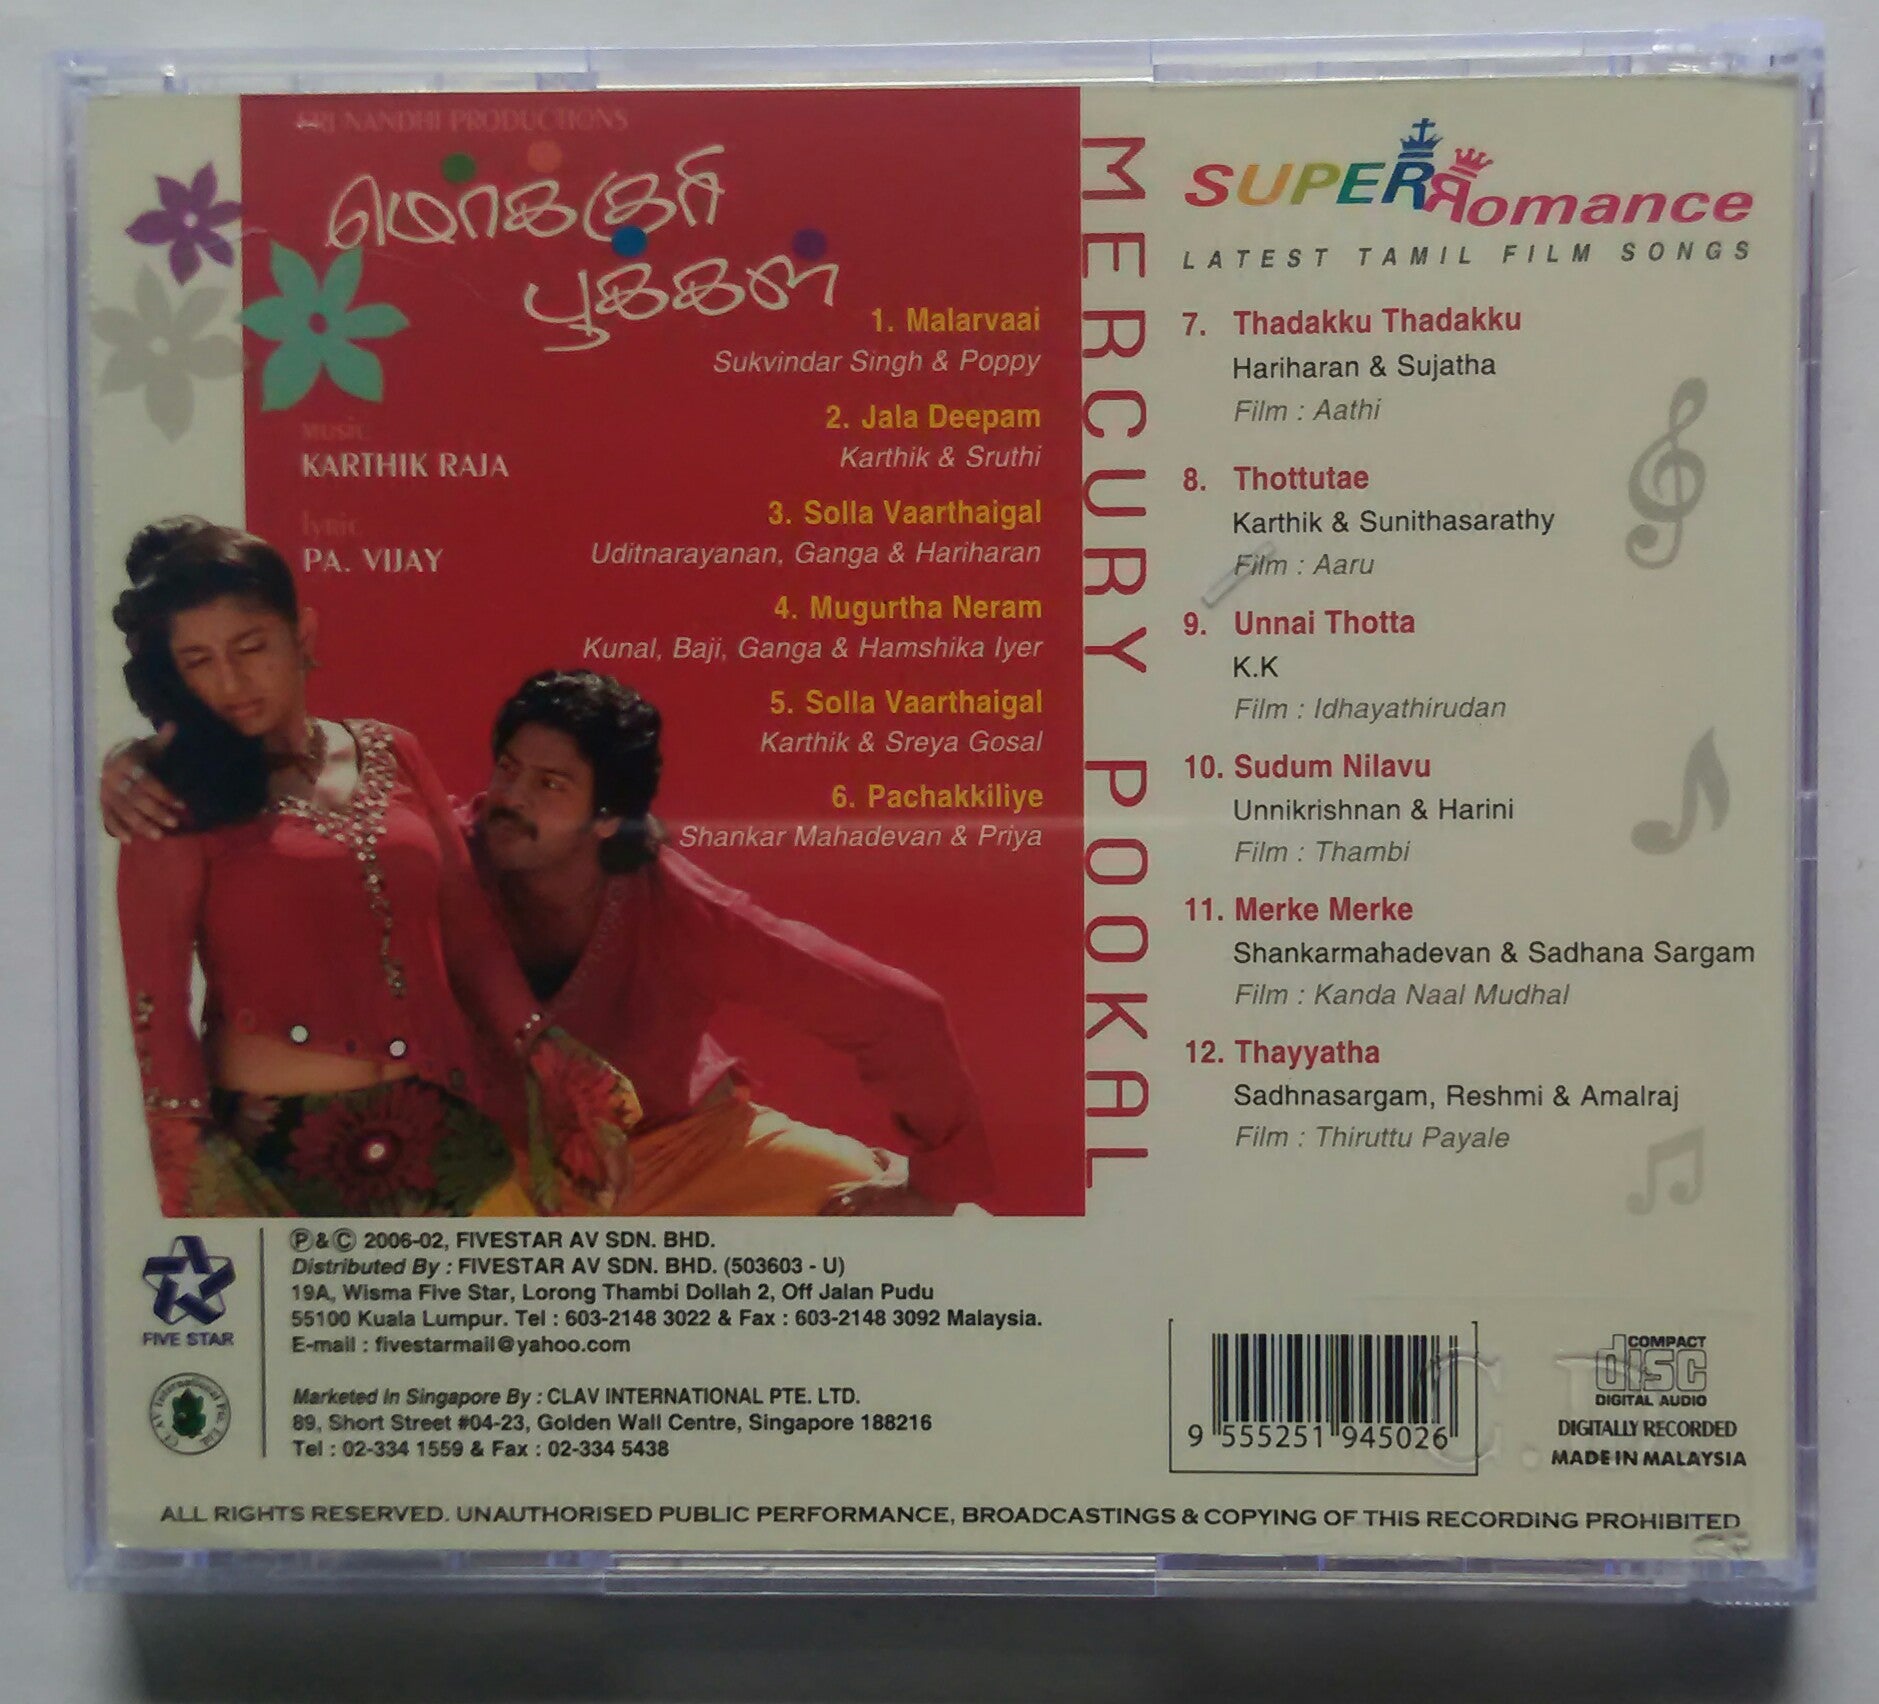 SRI NANDHI PRODUCTIONS
மெர்க்குரி
பூக்கள்
MUSIC
KARTHIK RAJA
lyric
PA. VIJAY
1. Malarvaai
Sukvindar Singh & Poppy
2. Jala Deepam
Karthik & Sruthi
3. Solla Vaarthaigal
Uditnarayanan, Ganga & Hariharan
4. Mugurtha Neram
Kunal, Baji, Ganga & Hamshika Iyer
5. Solla Vaarthaigal
Karthik & Sreya Gosal
6. Pachakkiliye
Shankar Mahadevan & Priya
MERCURY POOKAL
SUPER Romance
LATEST TAMIL FILM SONGS
7. Thadakku Thadakku
Hariharan & Sujatha
Film : Aathi
8. Thottutae
Karthik & Sunithasarathy
Film : Aaru
9. Unnai Thotta
K.K
Film : Idhayathirudan
10. Sudum Nilavu
Unnikrishnan & Harini
Film : Thambi
11. Merke Merke
Shankarmahadevan & Sadhana Sargam
Film : Kanda Naal Mudhal
12. Thayyatha
Sadhnasargam, Reshmi & Amalraj
Film : Thiruttu Payale
FIVE STAR
Ⓟ&Ⓒ 2006-02, FIVESTAR AV SDN. BHD.
Distributed By : FIVESTAR AV SDN. BHD. (503603 - U)
19A, Wisma Five Star, Lorong Thambi Dollah 2, Off Jalan Pudu
55100 Kuala Lumpur. Tel : 603-2148 3022 & Fax : 603-2148 3092 Malaysia.
E-mail : fivestarmail@yahoo.com
Marketed In Singapore By : CLAV INTERNATIONAL PTE. LTD.
89, Short Street #04-23, Golden Wall Centre, Singapore 188216
Tel : 02-334 1559 & Fax : 02-334 5438
9 555251 945026
COMPACT
disc
DIGITAL AUDIO
DIGITALLY RECORDED
MADE IN MALAYSIA
ALL RIGHTS RESERVED. UNAUTHORISED PUBLIC PERFORMANCE, BROADCASTINGS & COPYING OF THIS RECORDING PROHIBITED